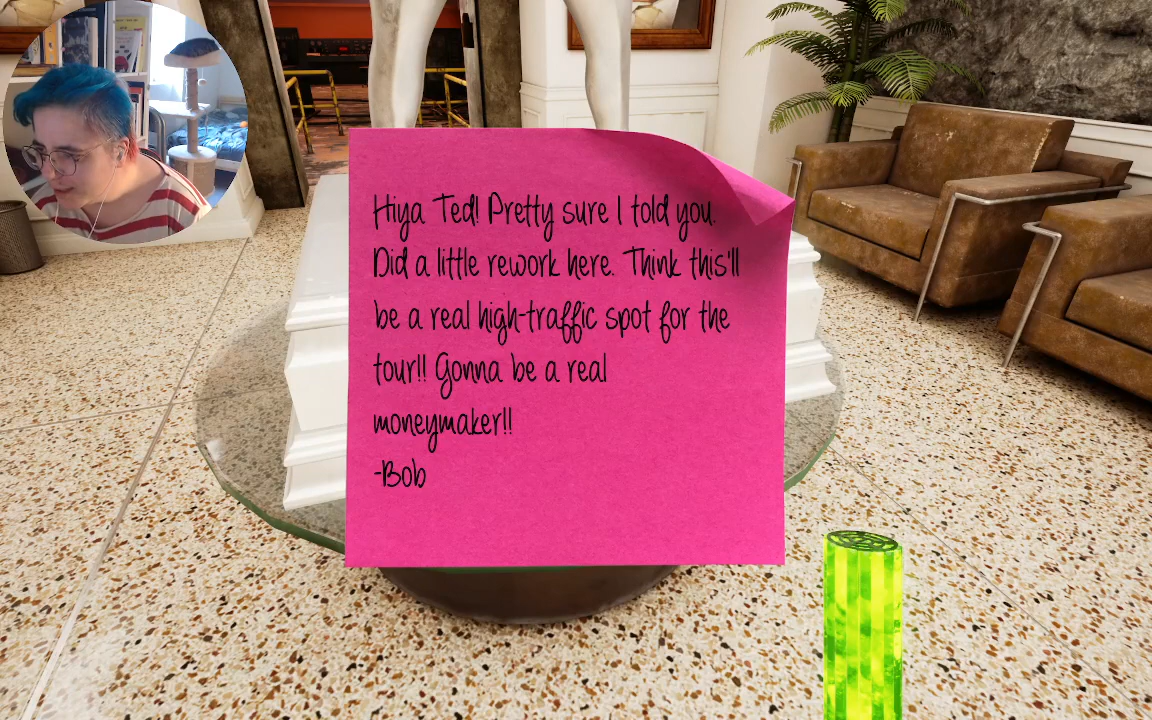 Hiya Ted! Pretty sure I told you.
Did a little rework here. Think this'll
be a real high-traffic spot for the
tour!! Gonna be a real
moneymaker!!
-Bob